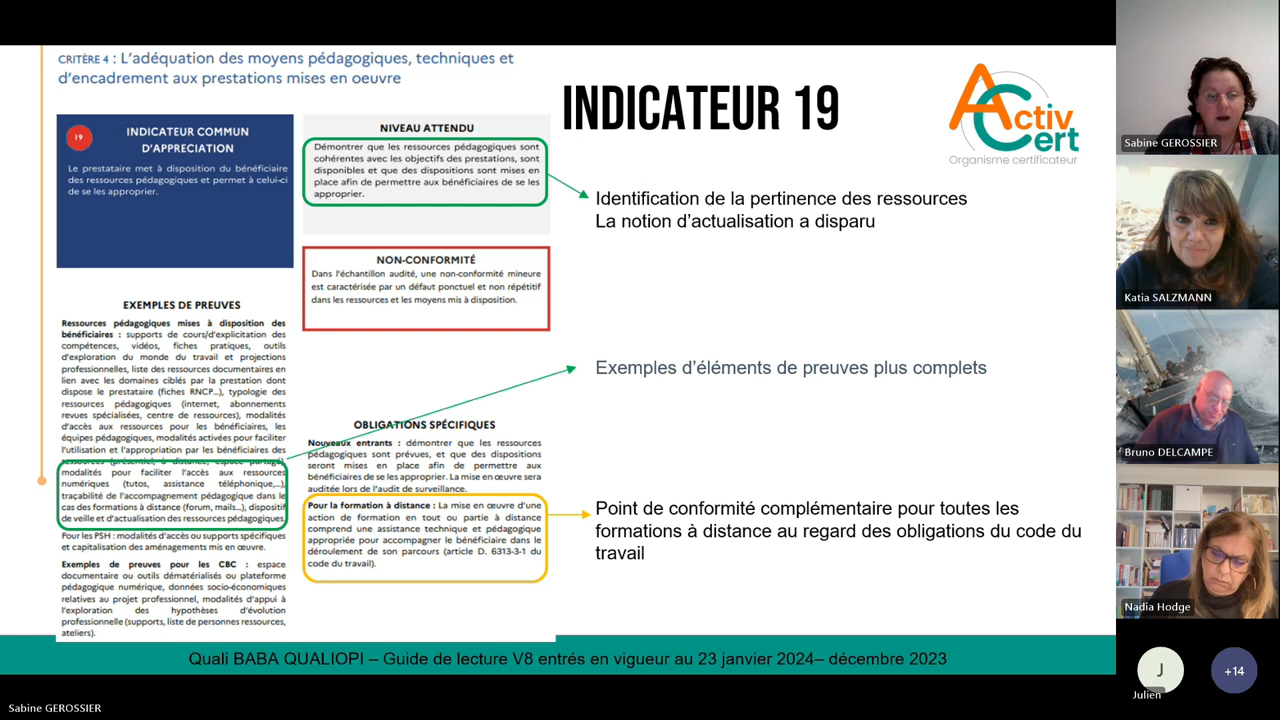 CRITÈRE 4 : L'adéquation des moyens pédagogiques, techniques et
d'encadrement aux prestations mises en oeuvre
INDICATEUR 19
Activ
Cert
Organisme certificateur
19
INDICATEUR COMMUN
D'APPRECIATION
Le prestataire met à disposition du bénéficiaire
des ressources pédagogiques et permet à celui-ci
de se les approprier.
NIVEAU ATTENDU
Démontrer que les ressources pédagogiques sont
cohérentes avec les objectifs des prestations, sont
disponibles et que des dispositions sont mises en
place afin de permettre aux bénéficiaires de se les
approprier.
Identification de la pertinence des ressources
La notion d'actualisation a disparu
NON-CONFORMITÉ
Dans l'échantillon audité, une non-conformité mineure
est caractérisée par un défaut ponctuel et non répétitif
dans les ressources et les moyens mis à disposition.
EXEMPLES DE PREUVES
Ressources pédagogiques mises à disposition des
bénéficiaires : supports de cours/d'explicitation des
compétences, vidéos, fiches pratiques, outils
d'exploration du monde du travail et projections
professionnelles, liste des ressources documentaires en
lien avec les domaines ciblés par la prestation dont
dispose le prestataire (fiches RNCP...), typologie des
ressources pédagogiques (internet, abonnements
revues spécialisées, centre de ressources), modalités
d'accès aux ressources pour les bénéficiaires, les
équipes pédagogiques, modalités activées pour faciliter
l'utilisation et l'appropriation par les bénéficiaires des
ressources (présentiel, à distance, espace partagé),
modalités pour faciliter l'accès aux ressources
numériques (tutos, assistance téléphonique,...),
traçabilité de l'accompagnement pédagogique dans le
cas des formations à distance (forum, mails...), dispositif
de veille et d'actualisation des ressources pédagogiques.
Pour les PSH : modalités d'accès ou supports spécifiques
et capitalisation des aménagements mis en œuvre.
Exemples de preuves pour les CBC : espace
documentaire ou outils dématérialisés ou plateforme
pédagogique numérique, données socio-économiques
relatives au projet professionnel, modalités d'appui à
l'exploration des hypothèses d'évolution
professionnelle (supports, liste de personnes ressources,
ateliers).
Exemples d'éléments de preuves plus complets
OBLIGATIONS SPÉCIFIQUES
Nouveaux entrants : démontrer que les ressources
pédagogiques sont prévues, et que des dispositions
seront mises en place afin de permettre aux
bénéficiaires de se les approprier. La mise en œuvre sera
auditée lors de l'audit de surveillance.
Pour la formation à distance : La mise en œuvre d'une
action de formation en tout ou partie à distance
comprend une assistance technique et pédagogique
appropriée pour accompagner le bénéficiaire dans le
déroulement de son parcours (article D. 6313-3-1 du
code du travail).
Point de conformité complémentaire pour toutes les
formations à distance au regard des obligations du code du
travail
Quali BABA QUALIOPI – Guide de lecture V8 entrés en vigueur au 23 janvier 2024– décembre 2023
Sabine GEROSSIER
Sabine GEROSSIER
Katia SALZMANN
Bruno DELCAMPE
Nadia Hodge
J
Julien
+14